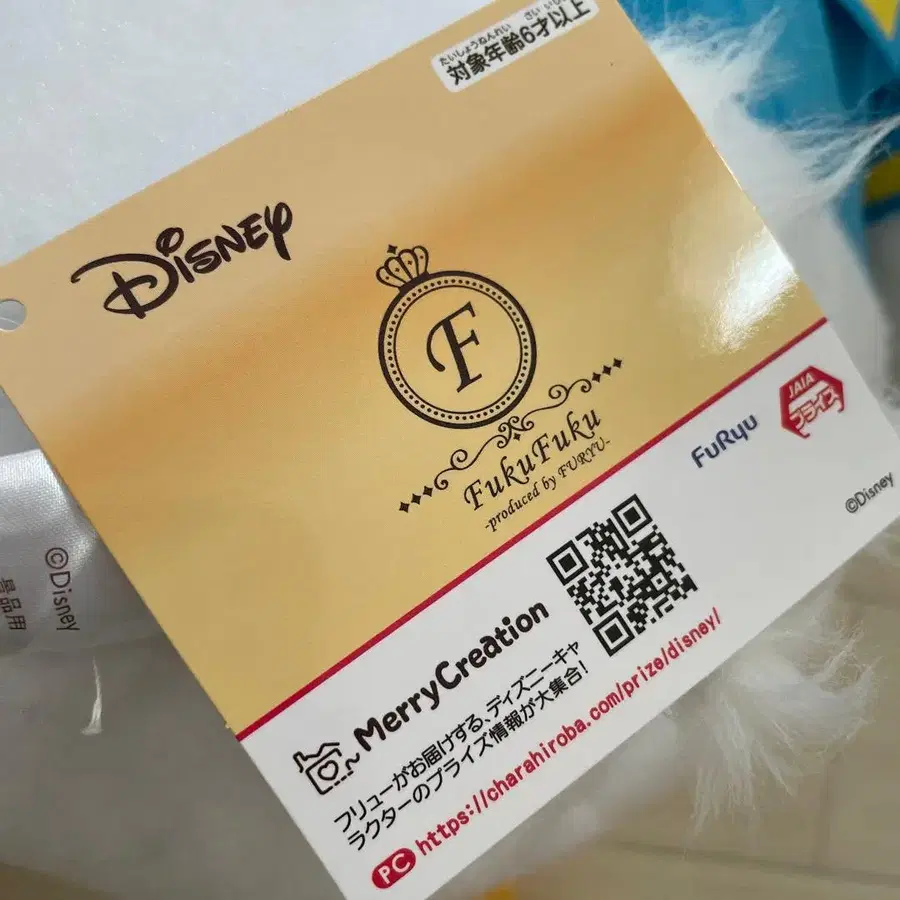 たいしょうねんれい さい いじょう
対象年齢6才以上
Disney
F
FukuFuku
-produced by FURYU-
FuRyu
JAIA
プライズ
©Disney
MerryCreation
フリューがお届けする、ディズニーキャ
ラクターのプライズ情報が大集合!
PC https://charahiroba.com/prize/disney/
©Disney
景品用